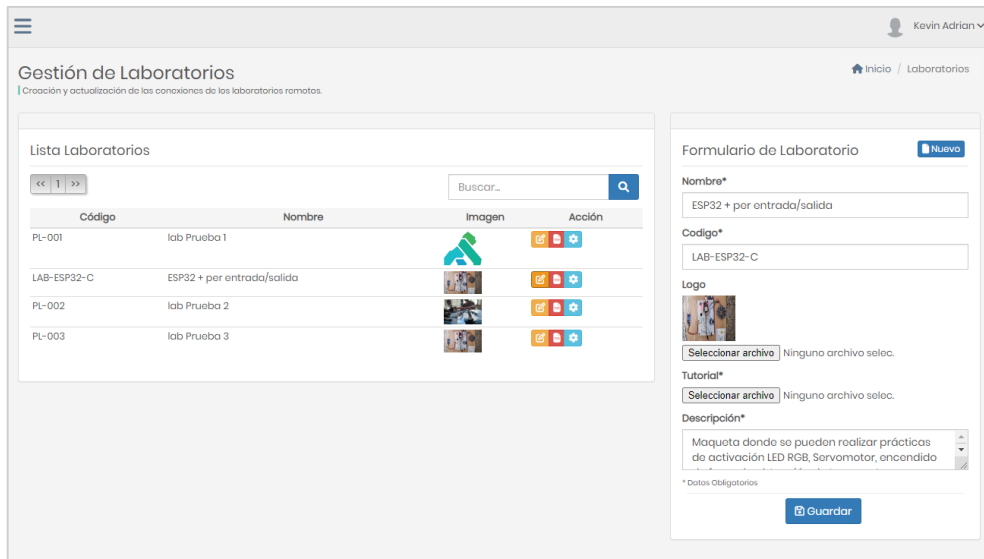 Kevin Adrian
Gestión de Laboratorios
Inicio / Laboratorios
Creación y actualización de las conexiones de los laboratorios remotos.
Lista Laboratorios
<< 1 >>
Buscar...
Código Nombre Imagen Acción
PL-001 lab Prueba 1
LAB-ESP32-C ESP32 + per entrada/salida
PL-002 lab Prueba 2
PL-003 lab Prueba 3
Formulario de Laboratorio
Nuevo
Nombre*
ESP32 + per entrada/salida
Codigo*
LAB-ESP32-C
Logo
Seleccionar archivo Ninguno archivo selec.
Tutorial*
Seleccionar archivo Ninguno archivo selec.
Descripción*
Maqueta donde se pueden realizar prácticas
de activación LED RGB, Servomotor, encendido
* Datos Obligatorios
Guardar